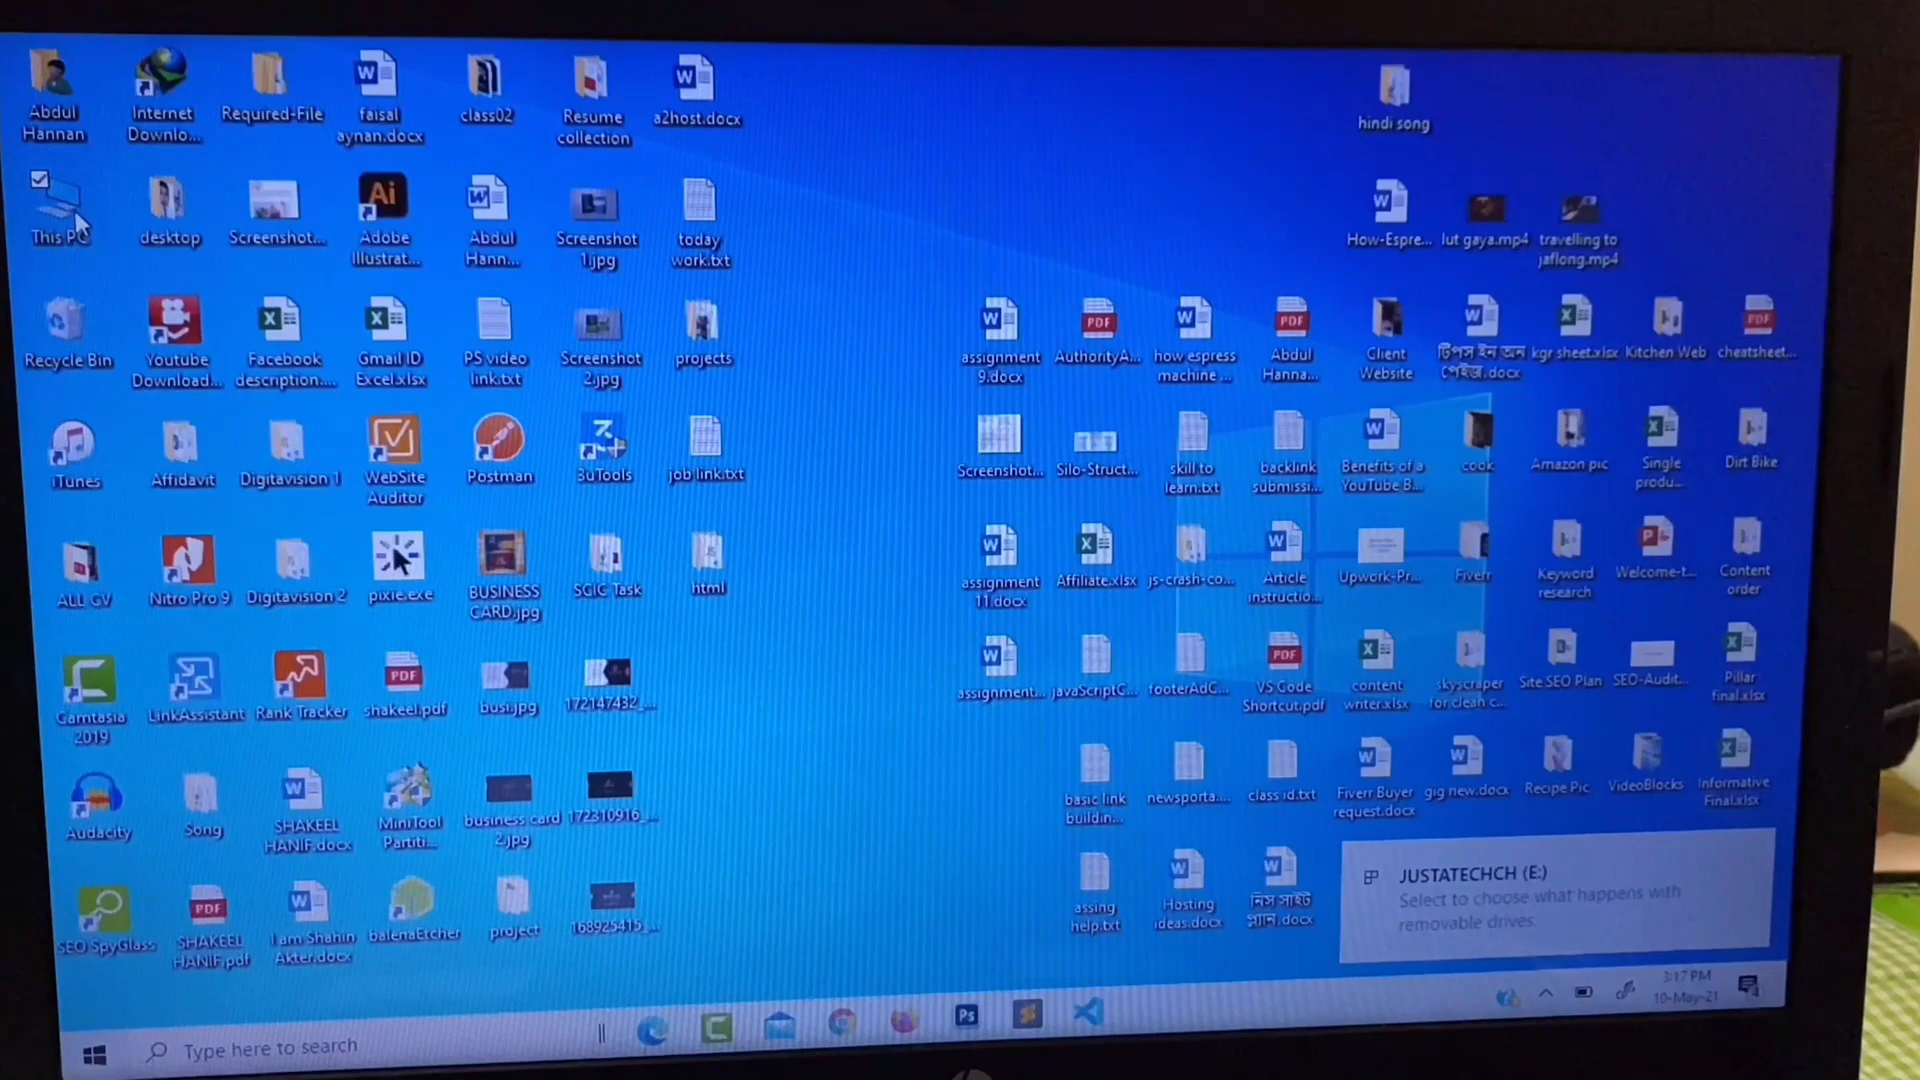 Abdul
Hannan
Internet
Downlo...
Required-File
faisal
aynan.docx
class02
Resume
collection
a2host.docx
hindi song
This PC
desktop
Screenshot...
Adobe
Illustrat...
Abdul
Hann...
Screenshot
1.jpg
today
work.txt
How-Espre...
lut gaya.mp4
travelling to
jaflong.mp4
Recycle Bin
Youtube
Download...
Facebook
description....
Gmail ID
Excel.xlsx
PS video
link.txt
Screenshot
2.jpg
projects
assignment
9.docx
AuthorityA...
how espress
machine ...
Abdul
Hanna...
Client
Website
টিপস ইন অন
পেইজ.docx
kgr sheet.xlsx
Kitchen Web
cheatsheet...
iTunes
Affidavit
Digitavision 1
WebSite
Auditor
Postman
3uTools
job link.txt
Screenshot...
Silo-Struct...
skill to
learn.txt
backlink
submissi...
Benefits of a
YouTube B...
cook
Amazon pic
Single
produ...
Dirt Bike
ALL CV
Nitro Pro 9
Digitavision 2
pixie.exe
BUSINESS
CARD.jpg
SCIC Task
html
assignment
11.docx
Affiliate.xlsx
js-crash-co...
Article
instructio...
Upwork-Pr...
Fiverr
Keyword
research
Welcome-t...
Content
order
Camtasia
2019
LinkAssistant
Rank Tracker
shakeel.pdf
busi.jpg
172147432_...
assignment...
javaScriptC...
footerAdC...
VS Code
Shortcut.pdf
content
writer.xlsx
skyscraper
for clean c...
Site SEO Plan
SEO-Audit...
Pillar
final.xlsx
Audacity
Song
SHAKEEL
HANIF.docx
MiniTool
Partiti...
business card
2.jpg
172310916_...
basic link
buildin...
newsporta...
class id.txt
Fiverr Buyer
request.docx
gig new.docx
Recipe Pic
VideoBlocks
Informative
Final.xlsx
SEO SpyGlass
SHAKEEL
HANIF.pdf
I am Shahin
Akter.docx
balenaEtcher
project
168925415_...
assing
help.txt
Hosting
ideas.docx
নিস সাইট
প্ল্যান.docx
JUSTATECHCH (E:)
Select to choose what happens with
removable drives.
Type here to search
3:17 PM
10-May-21